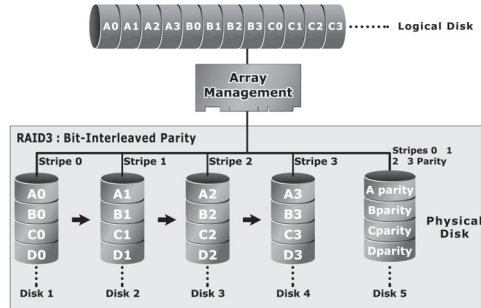 A0 A1 A2 A3 B0 B1 B2 B3 C0 C1 C2 C3 Logical Disk
Array
Management
RAID3 : Bit-Interleaved Parity
Stripe 0 Stripe 1 Stripe 2 Stripe 3 Stripes 0 1
2 3 Parity
A0 A1 A2 A3 A parity
B0 B1 B2 B3 Bparity
C0 C1 C2 C3 Cparity
D0 D1 D2 D3 Dparity
Physical
Disk
Disk 1 Disk 2 Disk 3 Disk 4 Disk 5